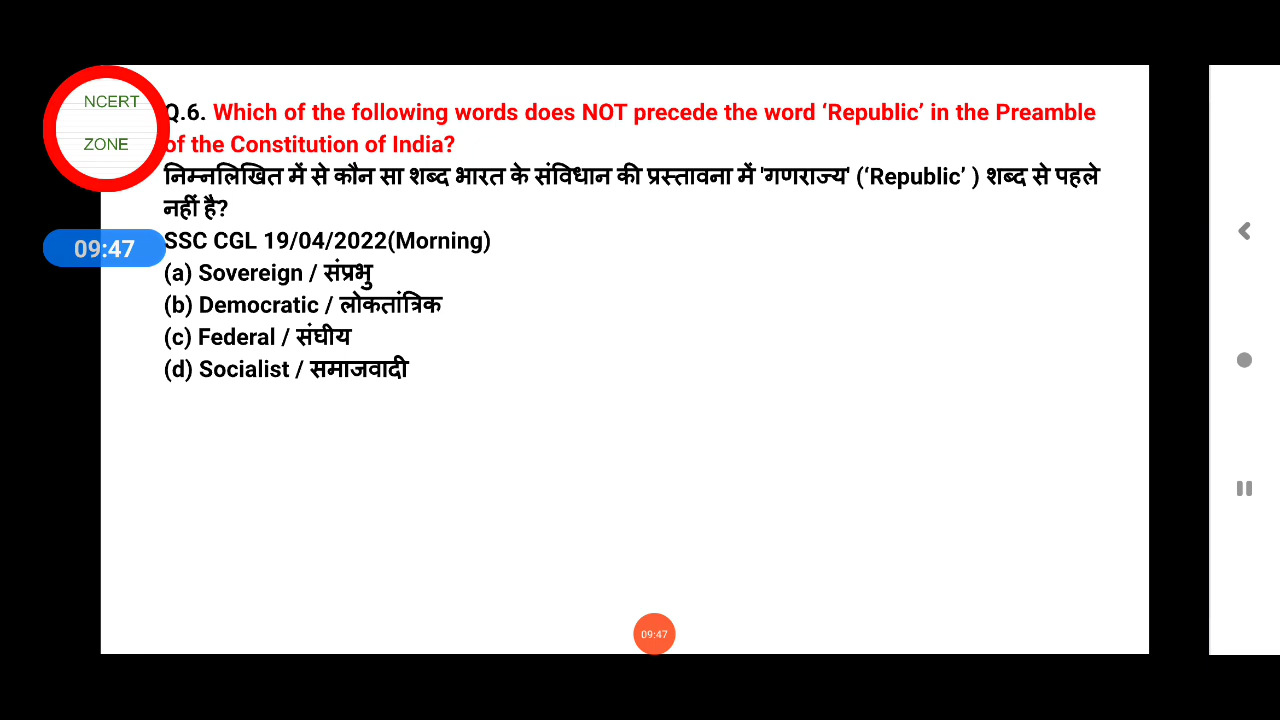 NCERT
ZONE
Q.6. Which of the following words does NOT precede the word ‘Republic’ in the Preamble
of the Constitution of India?
निम्नलिखित में से कौन सा शब्द भारत के संविधान की प्रस्तावना में 'गणराज्य' (‘Republic’ ) शब्द से पहले
नहीं है?
09:47
SSC CGL 19/04/2022(Morning)
(a) Sovereign / संप्रभु
(b) Democratic / लोकतांत्रिक
(c) Federal / संघीय
(d) Socialist / समाजवादी
09:47